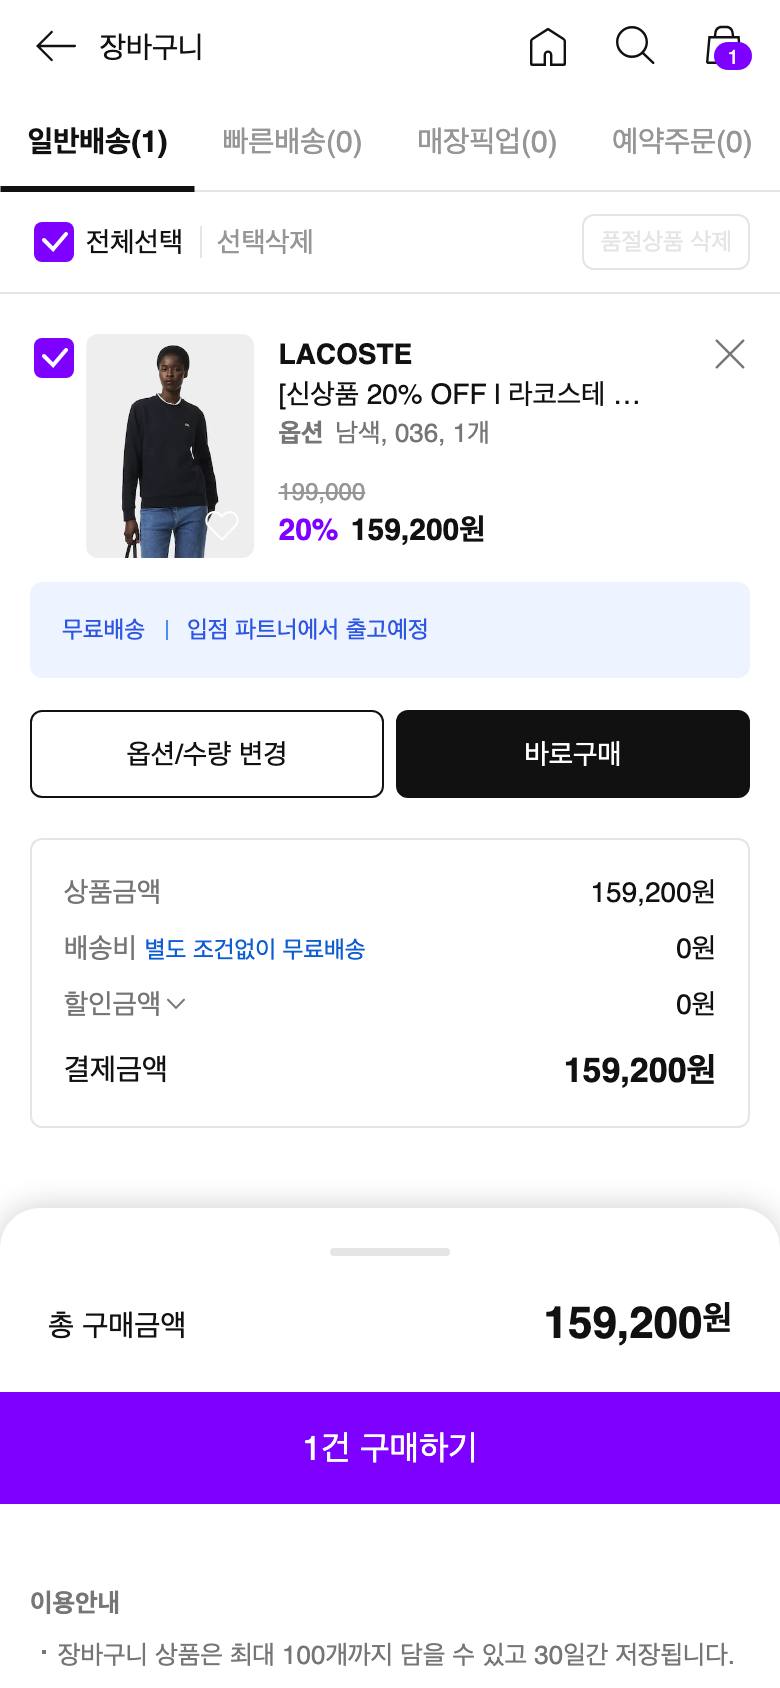 장바구니
1
일반배송(1) 빠른배송(0) 매장픽업(0) 예약주문(0)
전체선택 선택삭제 품절상품 삭제
LACOSTE
[신상품 20% OFF l 라코스테 ...
옵션 남색, 036, 1개
199,000
20% 159,200원
무료배송 | 입점 파트너에서 출고예정
옵션/수량 변경 바로구매
상품금액 159,200원
배송비 별도 조건없이 무료배송 0원
할인금액 0원
결제금액 159,200원
총 구매금액 159,200원
1건 구매하기
이용안내
· 장바구니 상품은 최대 100개까지 담을 수 있고 30일간 저장됩니다.